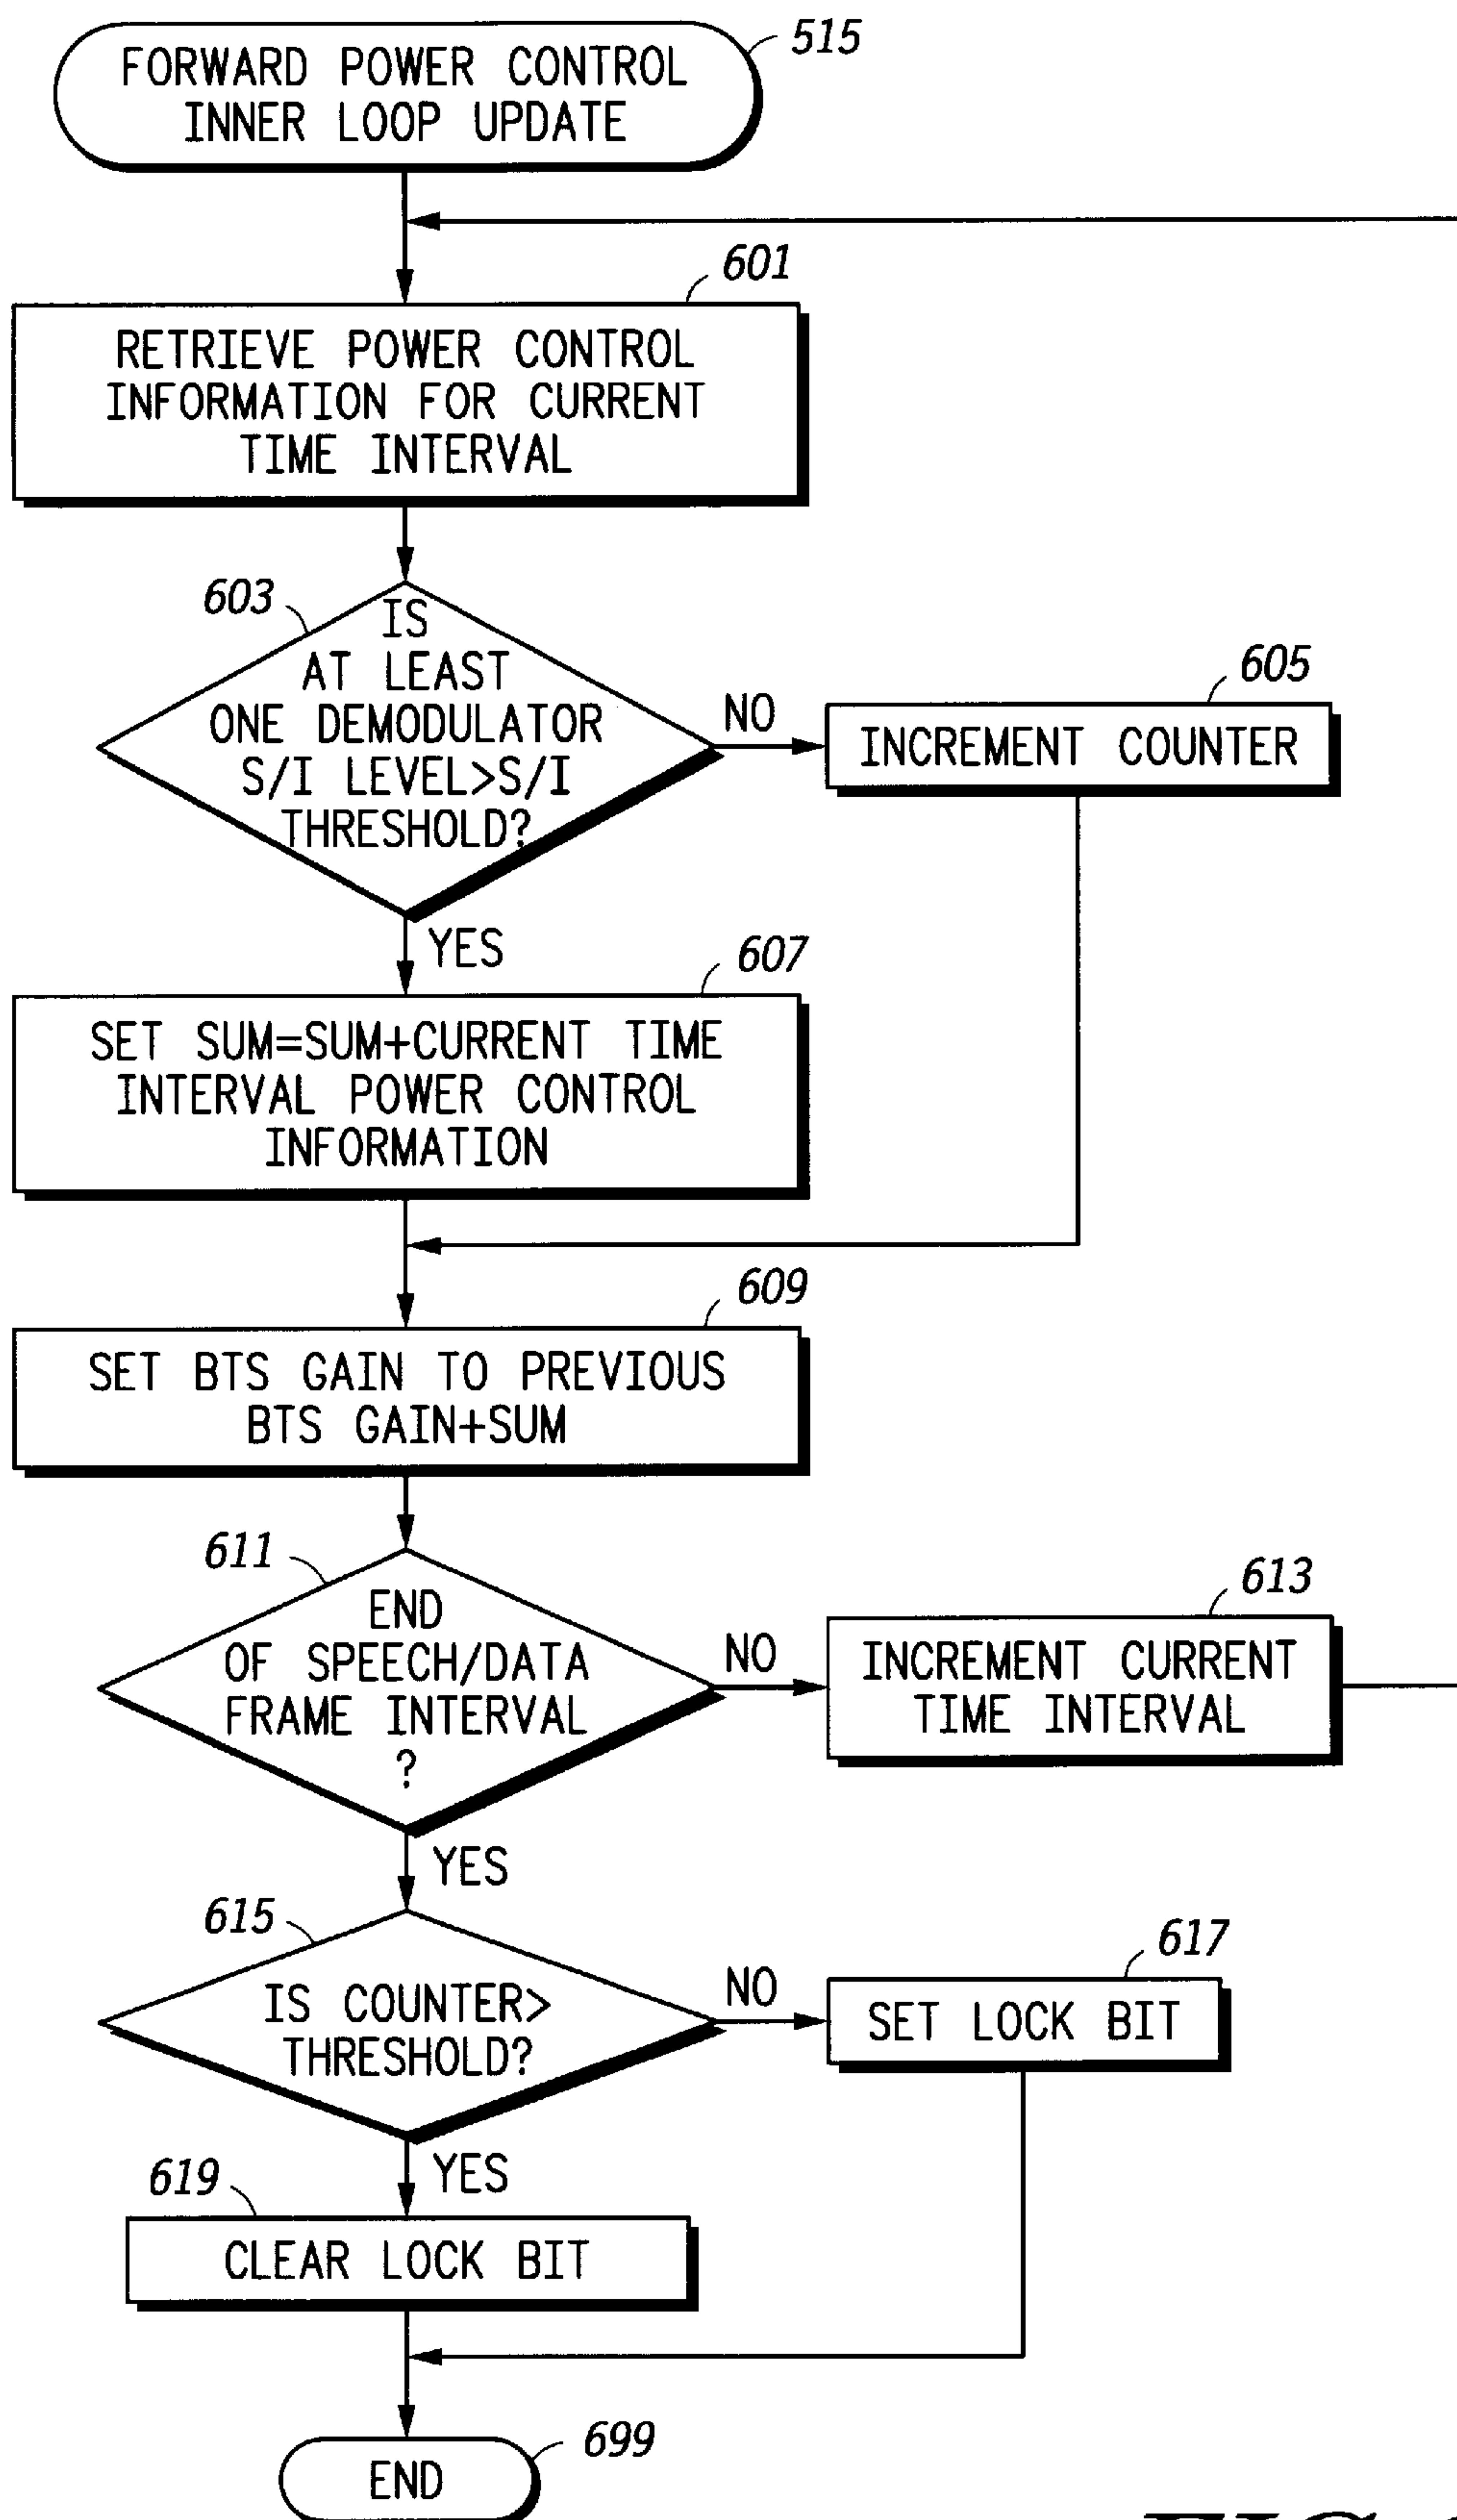 515
FORWARD POWER CONTROL
INNER LOOP UPDATE
601
RETRIEVE POWER CONTROL
INFORMATION FOR CURRENT
TIME INTERVAL
603
IS
AT LEAST
ONE DEMODULATOR
S/I LEVEL>S/I
THRESHOLD?
NO
605
INCREMENT COUNTER
YES
607
SET SUM=SUM+CURRENT TIME
INTERVAL POWER CONTROL
INFORMATION
609
SET BTS GAIN TO PREVIOUS
BTS GAIN+SUM
611
END
OF SPEECH/DATA
FRAME INTERVAL
?
NO
613
INCREMENT CURRENT
TIME INTERVAL
YES
615
IS COUNTER>
THRESHOLD?
NO
617
SET LOCK BIT
YES
619
CLEAR LOCK BIT
699
END